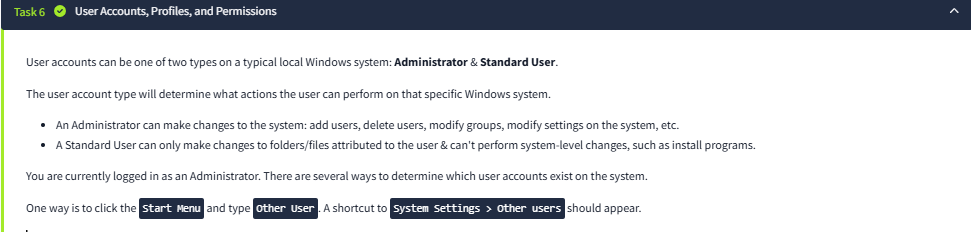 Task 6 User Accounts, Profiles, and Permissions
User accounts can be one of two types on a typical local Windows system: Administrator & Standard User.
The user account type will determine what actions the user can perform on that specific Windows system.
• An Administrator can make changes to the system: add users, delete users, modify groups, modify settings on the system, etc.
• A Standard User can only make changes to folders/files attributed to the user & can't perform system-level changes, such as install programs.
You are currently logged in as an Administrator. There are several ways to determine which user accounts exist on the system.
One way is to click the Start Menu and type Other User. A shortcut to System Settings > Other users should appear.